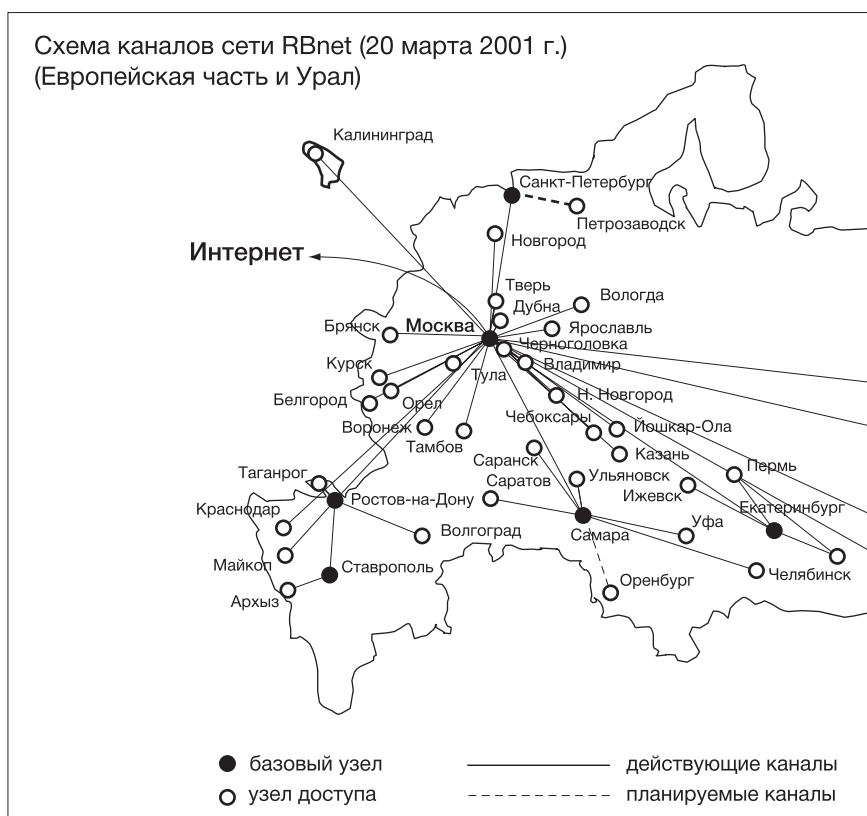 Схема каналов сети RBnet (20 марта 2001 г.)
(Европейская часть и Урал)
Калининград
Санкт-Петербург
Петрозаводск
Новгород
Интернет
Тверь
Вологда
Дубна
Брянск
Москва
Ярославль
Черноголовка
Курск
Тула
Владимир
Белгород
Орел
Н. Новгород
Воронеж
Чебоксары
Йошкар-Ола
Тамбов
Казань
Саранск
Таганрог
Саратов
Ульяновск
Пермь
Ижевск
Краснодар
Ростов-на-Дону
Екатеринбург
Волгоград
Самара
Уфа
Майкоп
Ставрополь
Челябинск
Оренбург
Архыз
базовый узел
действующие каналы
узел доступа
планируемые каналы